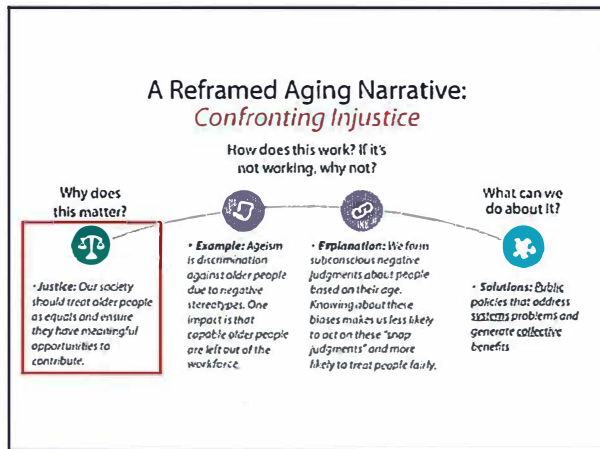 A Reframed Aging Narrative:
Confronting Injustice
How does this work? If it's
not working, why not?
Why does
this matter?
What can we
do about it?
• Justice: Our society
should treat older people
as equals and ensure
they have meaningful
opportunities to
contribute.
• Example: Ageism
is discrimination
against older people
due to negative
stereotypes. One
impact is that
capable older people
are left out of the
workforce.
• Explanation: We form
subconscious negative
judgments about people
based on their age.
Knowing about these
biases makes us less likely
to act on these "snap
judgments" and more
likely to treat people fairly.
• Solutions: Public
policies that address
systems problems and
generate collective
benefits